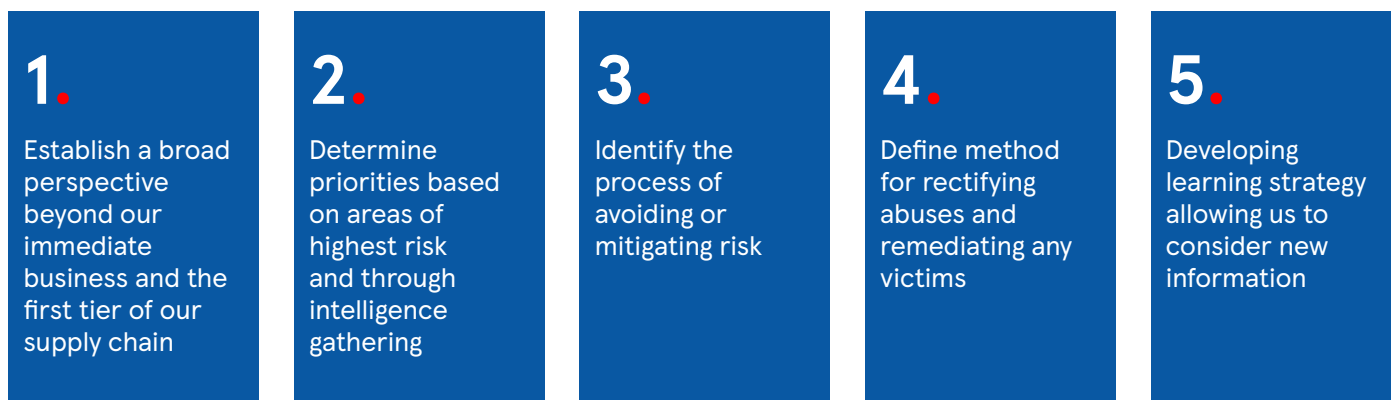 1.
Establish a broad
perspective
beyond our
immediate
business and the
first tier of our
supply chain
2.
Determine
priorities based
on areas of
highest risk
and through
intelligence
gathering
3.
Identify the
process of
avoiding or
mitigating risk
4.
Define method
for rectifying
abuses and
remediating any
victims
5.
Developing
learning strategy
allowing us to
consider new
information